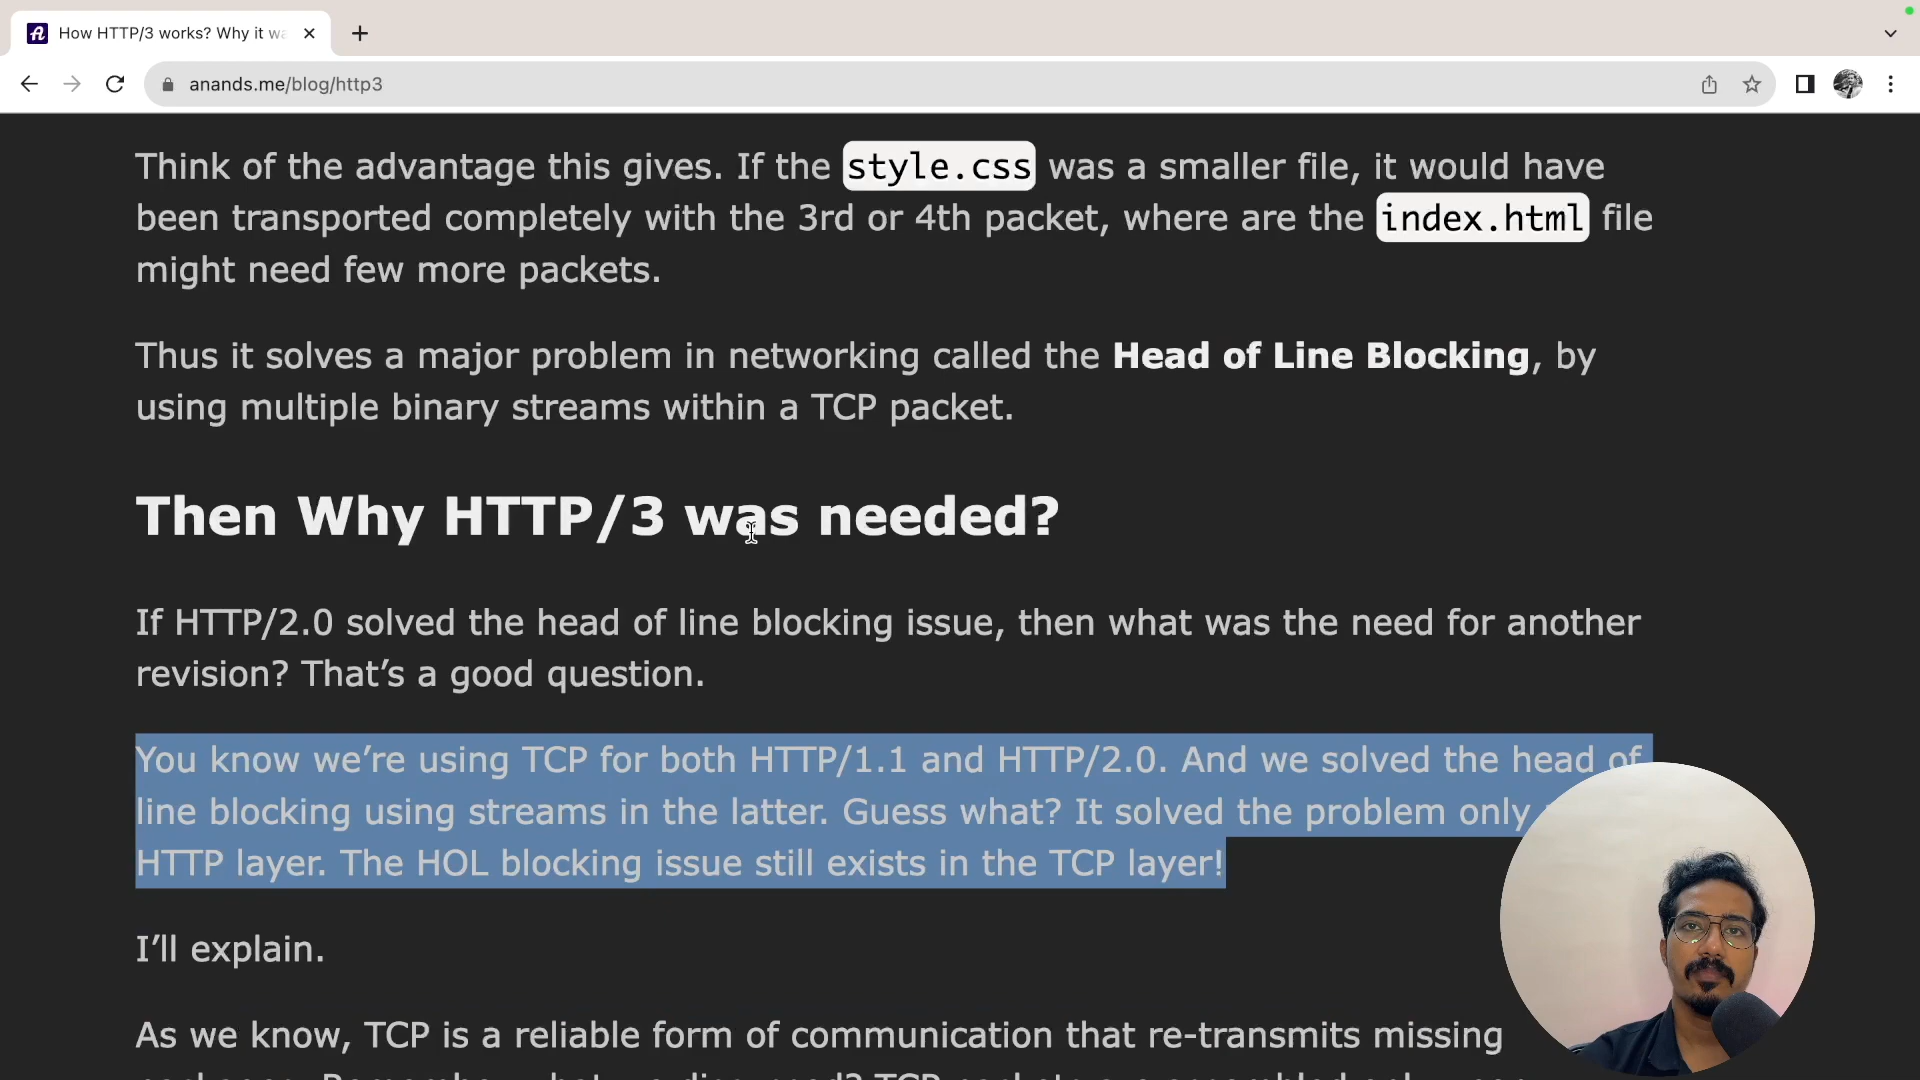 How HTTP/3 works? Why it wa
anands.me/blog/http3
Think of the advantage this gives. If the style.css was a smaller file, it would have
been transported completely with the 3rd or 4th packet, where are the index.html file
might need few more packets.
Thus it solves a major problem in networking called the Head of Line Blocking, by
using multiple binary streams within a TCP packet.
Then Why HTTP/3 was needed?
If HTTP/2.0 solved the head of line blocking issue, then what was the need for another
revision? That’s a good question.
You know we’re using TCP for both HTTP/1.1 and HTTP/2.0. And we solved the head of
line blocking using streams in the latter. Guess what? It solved the problem only
HTTP layer. The HOL blocking issue still exists in the TCP layer!
I’ll explain.
As we know, TCP is a reliable form of communication that re-transmits missing